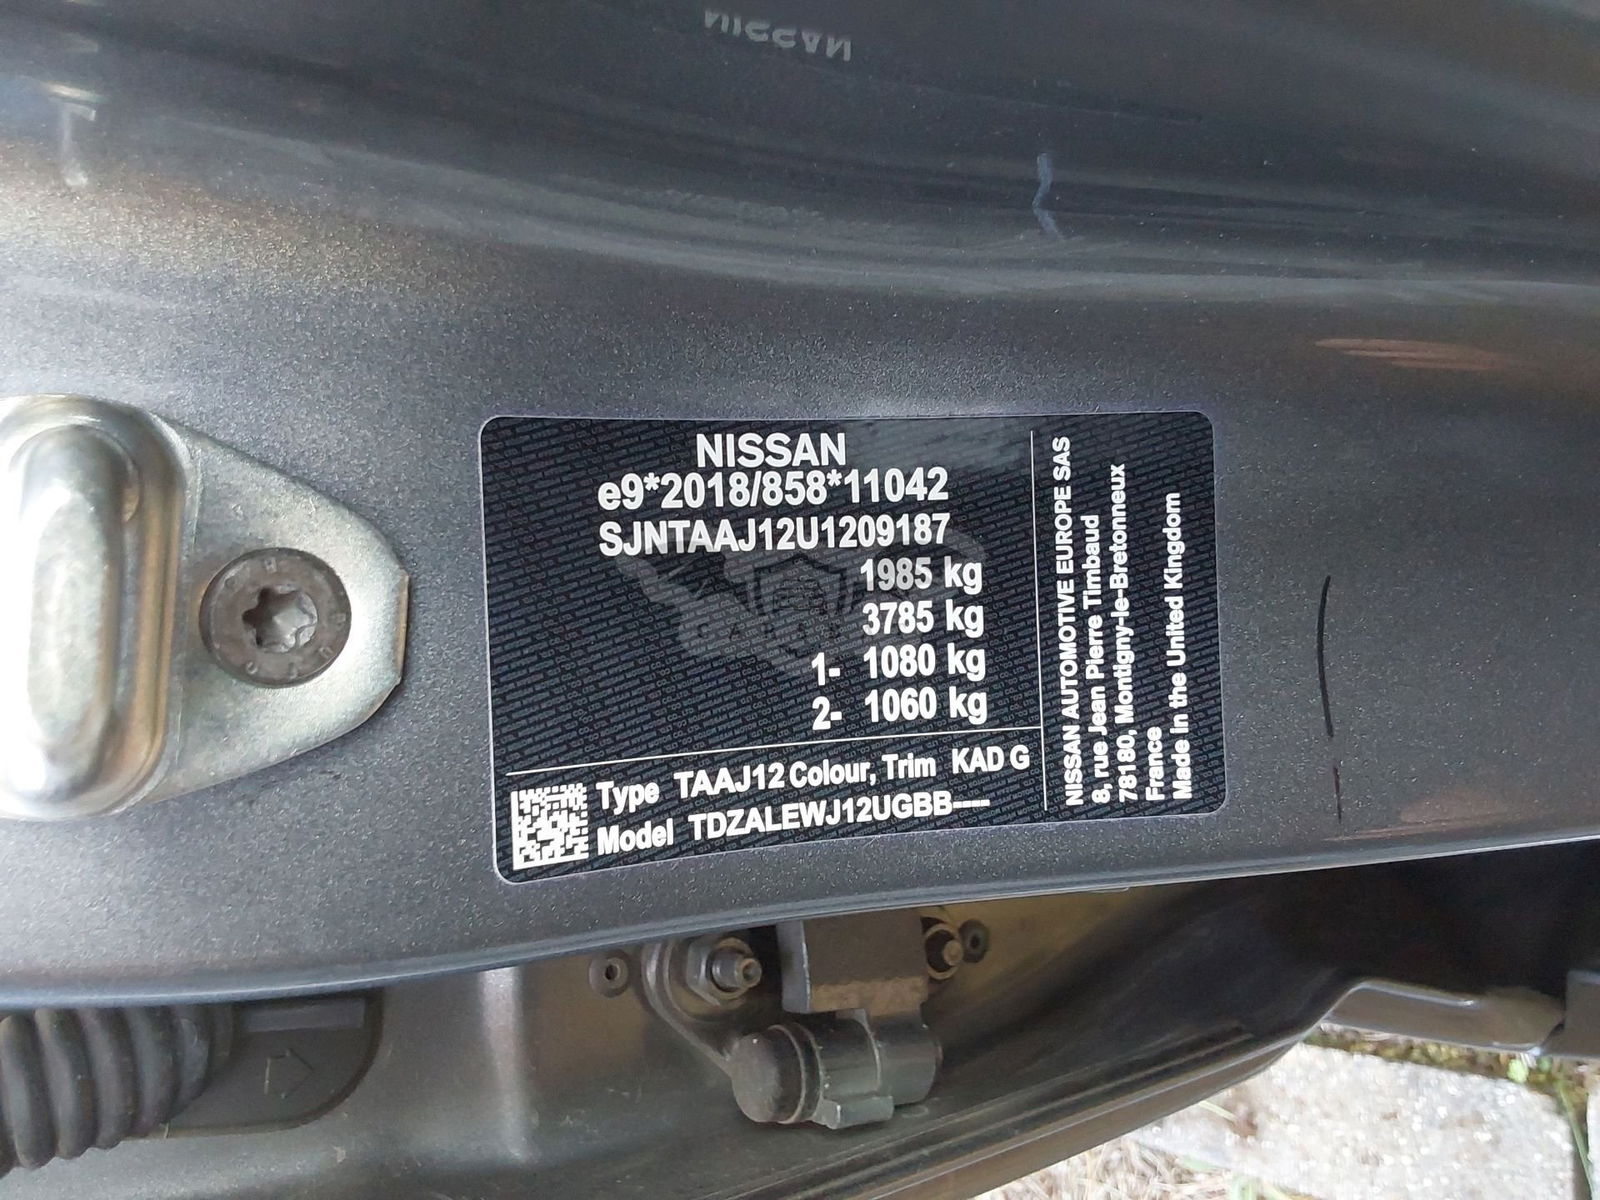 NISSAN
NISSAN
e9*2018/858*11042
SJNTAAJ12U1209187
1985 kg
3785 kg
1- 1080 kg
2- 1060 kg
Type TAAJ12 Colour, Trim KAD G
Model TDZALEWJ12UGBB----
NISSAN AUTOMOTIVE EUROPE SAS
8, rue Jean Pierre Timbaud
78180, Montigny-le-Bretonneux
France
Made in the United Kingdom